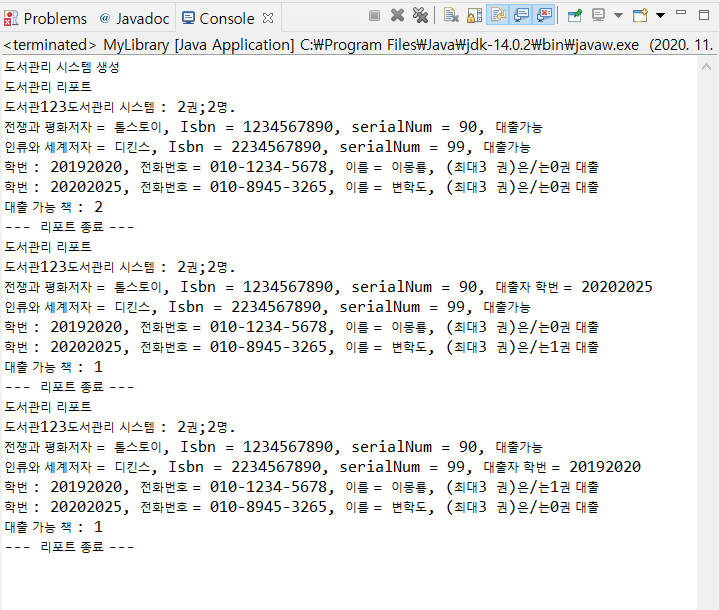 Problems @ Javadoc Console
<terminated> MyLibrary [Java Application] C:₩Program Files₩Java₩jdk-14.0.2₩bin₩javaw.exe (2020. 11.
도서관리 시스템 생성
도서관리 리포트
도서관123도서관리 시스템 : 2권;2명.
전쟁과 평화저자 = 톨스토이, Isbn = 1234567890, serialNum = 90, 대출가능
인류와 세계저자 = 디킨스, Isbn = 2234567890, serialNum = 99, 대출가능
학번 : 20192020, 전화번호 = 010-1234-5678, 이름 = 이몽룡, (최대3 권)은/는0권 대출
학번 : 20202025, 전화번호 = 010-8945-3265, 이름 = 변학도, (최대3 권)은/는0권 대출
대출 가능 책 : 2
--- 리포트 종료 ---
도서관리 리포트
도서관123도서관리 시스템 : 2권;2명.
전쟁과 평화저자 = 톨스토이, Isbn = 1234567890, serialNum = 90, 대출자 학번 = 20202025
인류와 세계저자 = 디킨스, Isbn = 2234567890, serialNum = 99, 대출가능
학번 : 20192020, 전화번호 = 010-1234-5678, 이름 = 이몽룡, (최대3 권)은/는0권 대출
학번 : 20202025, 전화번호 = 010-8945-3265, 이름 = 변학도, (최대3 권)은/는1권 대출
대출 가능 책 : 1
--- 리포트 종료 ---
도서관리 리포트
도서관123도서관리 시스템 : 2권;2명.
전쟁과 평화저자 = 톨스토이, Isbn = 1234567890, serialNum = 90, 대출가능
인류와 세계저자 = 디킨스, Isbn = 2234567890, serialNum = 99, 대출자 학번 = 20192020
학번 : 20192020, 전화번호 = 010-1234-5678, 이름 = 이몽룡, (최대3 권)은/는1권 대출
학번 : 20202025, 전화번호 = 010-8945-3265, 이름 = 변학도, (최대3 권)은/는0권 대출
대출 가능 책 : 1
--- 리포트 종료 ---